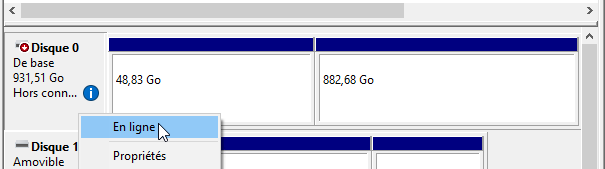 Disque 0
De base
931,51 Go
Hors conn...
48,83 Go
882,68 Go
En ligne
Disque 1
Amovible
Propriétés